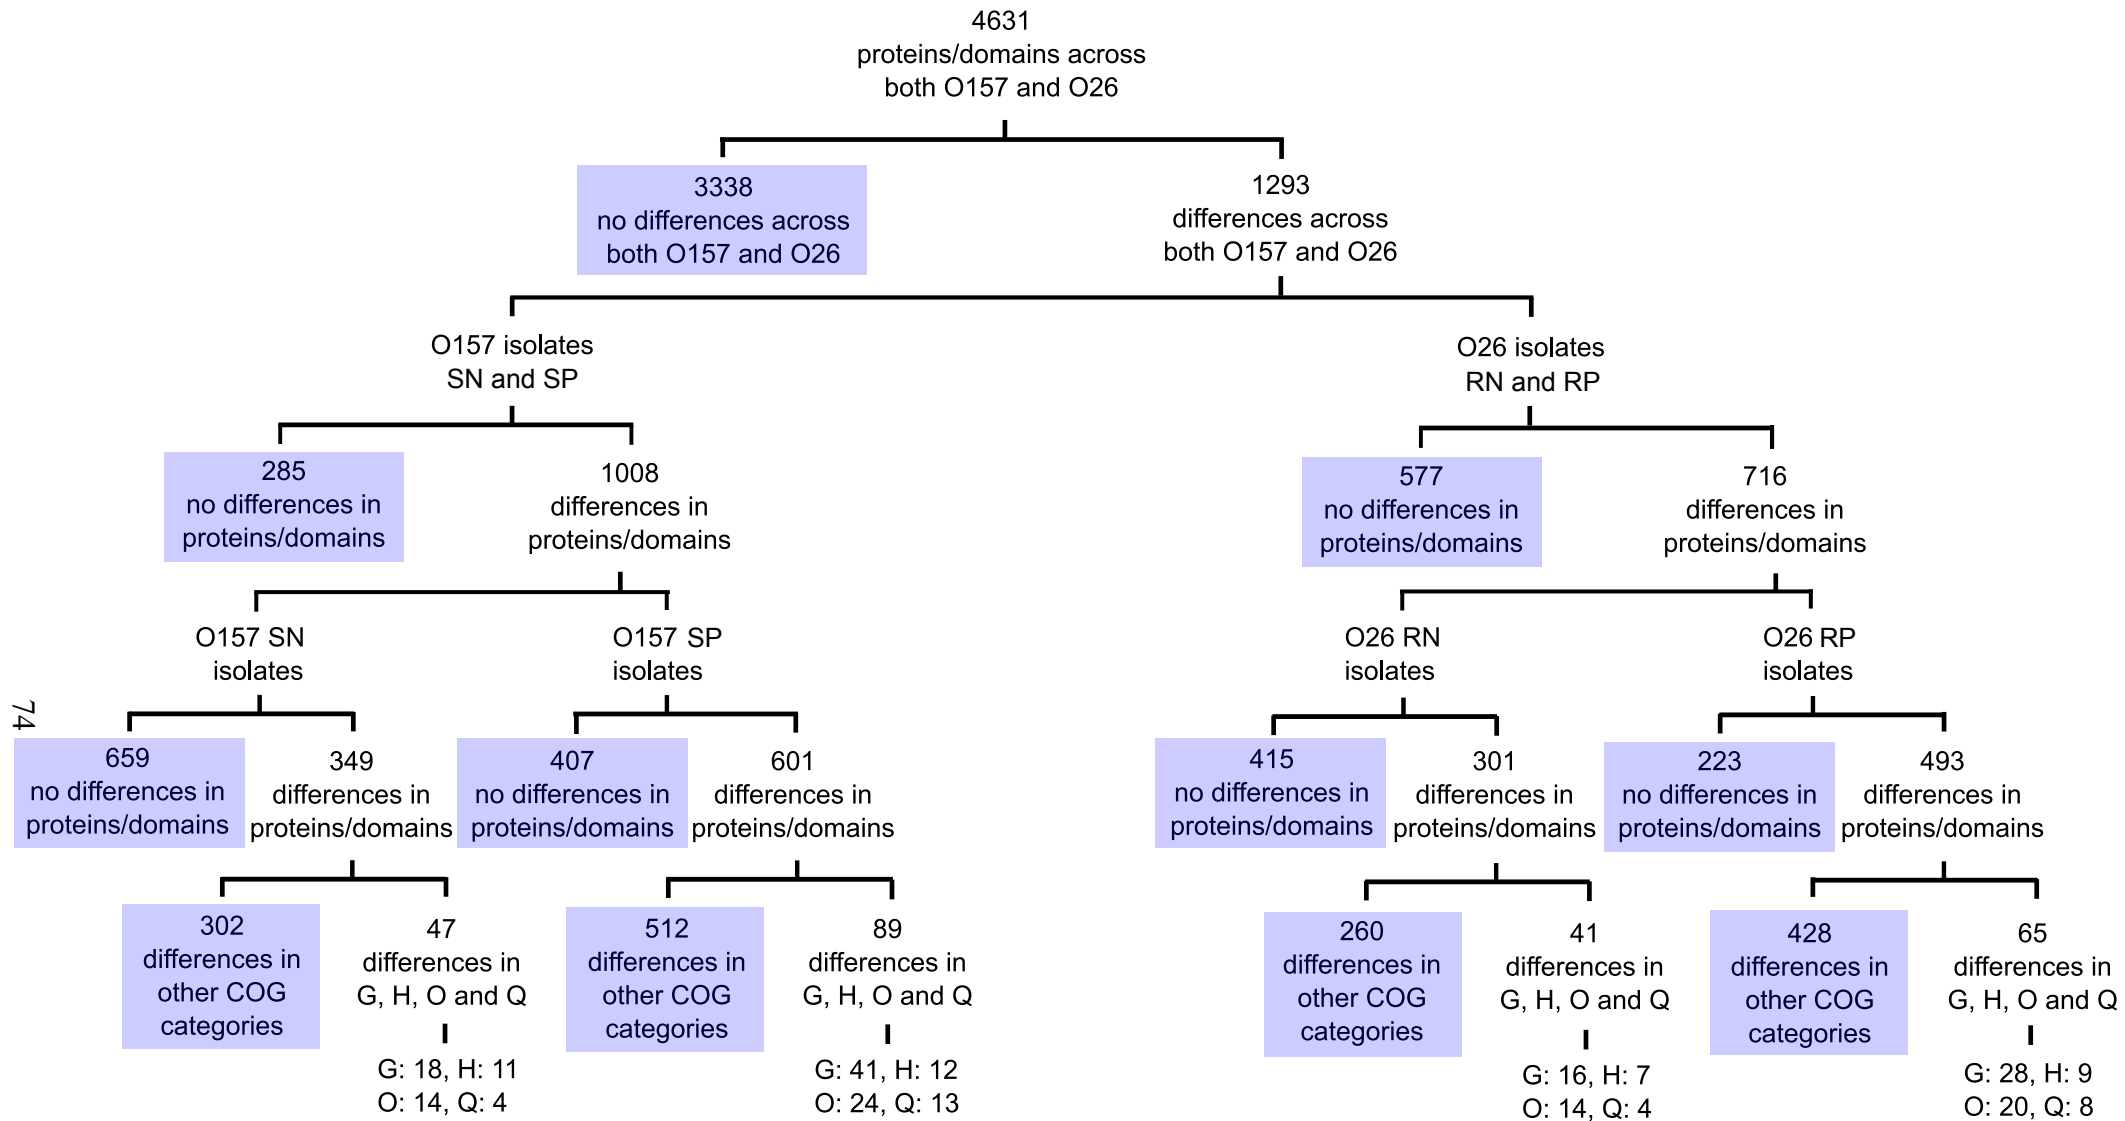 4631
proteins/domains across
both O157 and O26
3338
no differences across
both O157 and O26
1293
differences across
both O157 and O26
O157 isolates
SN and SP
O26 isolates
RN and RP
285
no differences in
proteins/domains
1008
differences in
proteins/domains
577
no differences in
proteins/domains
716
differences in
proteins/domains
O157 SN
isolates
O157 SP
isolates
O26 RN
isolates
O26 RP
isolates
74
659
no differences in
proteins/domains
349
differences in
proteins/domains
407
no differences in
proteins/domains
601
differences in
proteins/domains
415
no differences in
proteins/domains
301
differences in
proteins/domains
223
no differences in
proteins/domains
493
differences in
proteins/domains
302
differences in
other COG
categories
47
differences in
G, H, O and Q
G: 18, H: 11
O: 14, Q: 4
512
differences in
other COG
categories
89
differences in
G, H, O and Q
G: 41, H: 12
O: 24, Q: 13
260
differences in
other COG
categories
41
differences in
G, H, O and Q
G: 16, H: 7
O: 14, Q: 4
428
differences in
other COG
categories
65
differences in
G, H, O and Q
G: 28, H: 9
O: 20, Q: 8